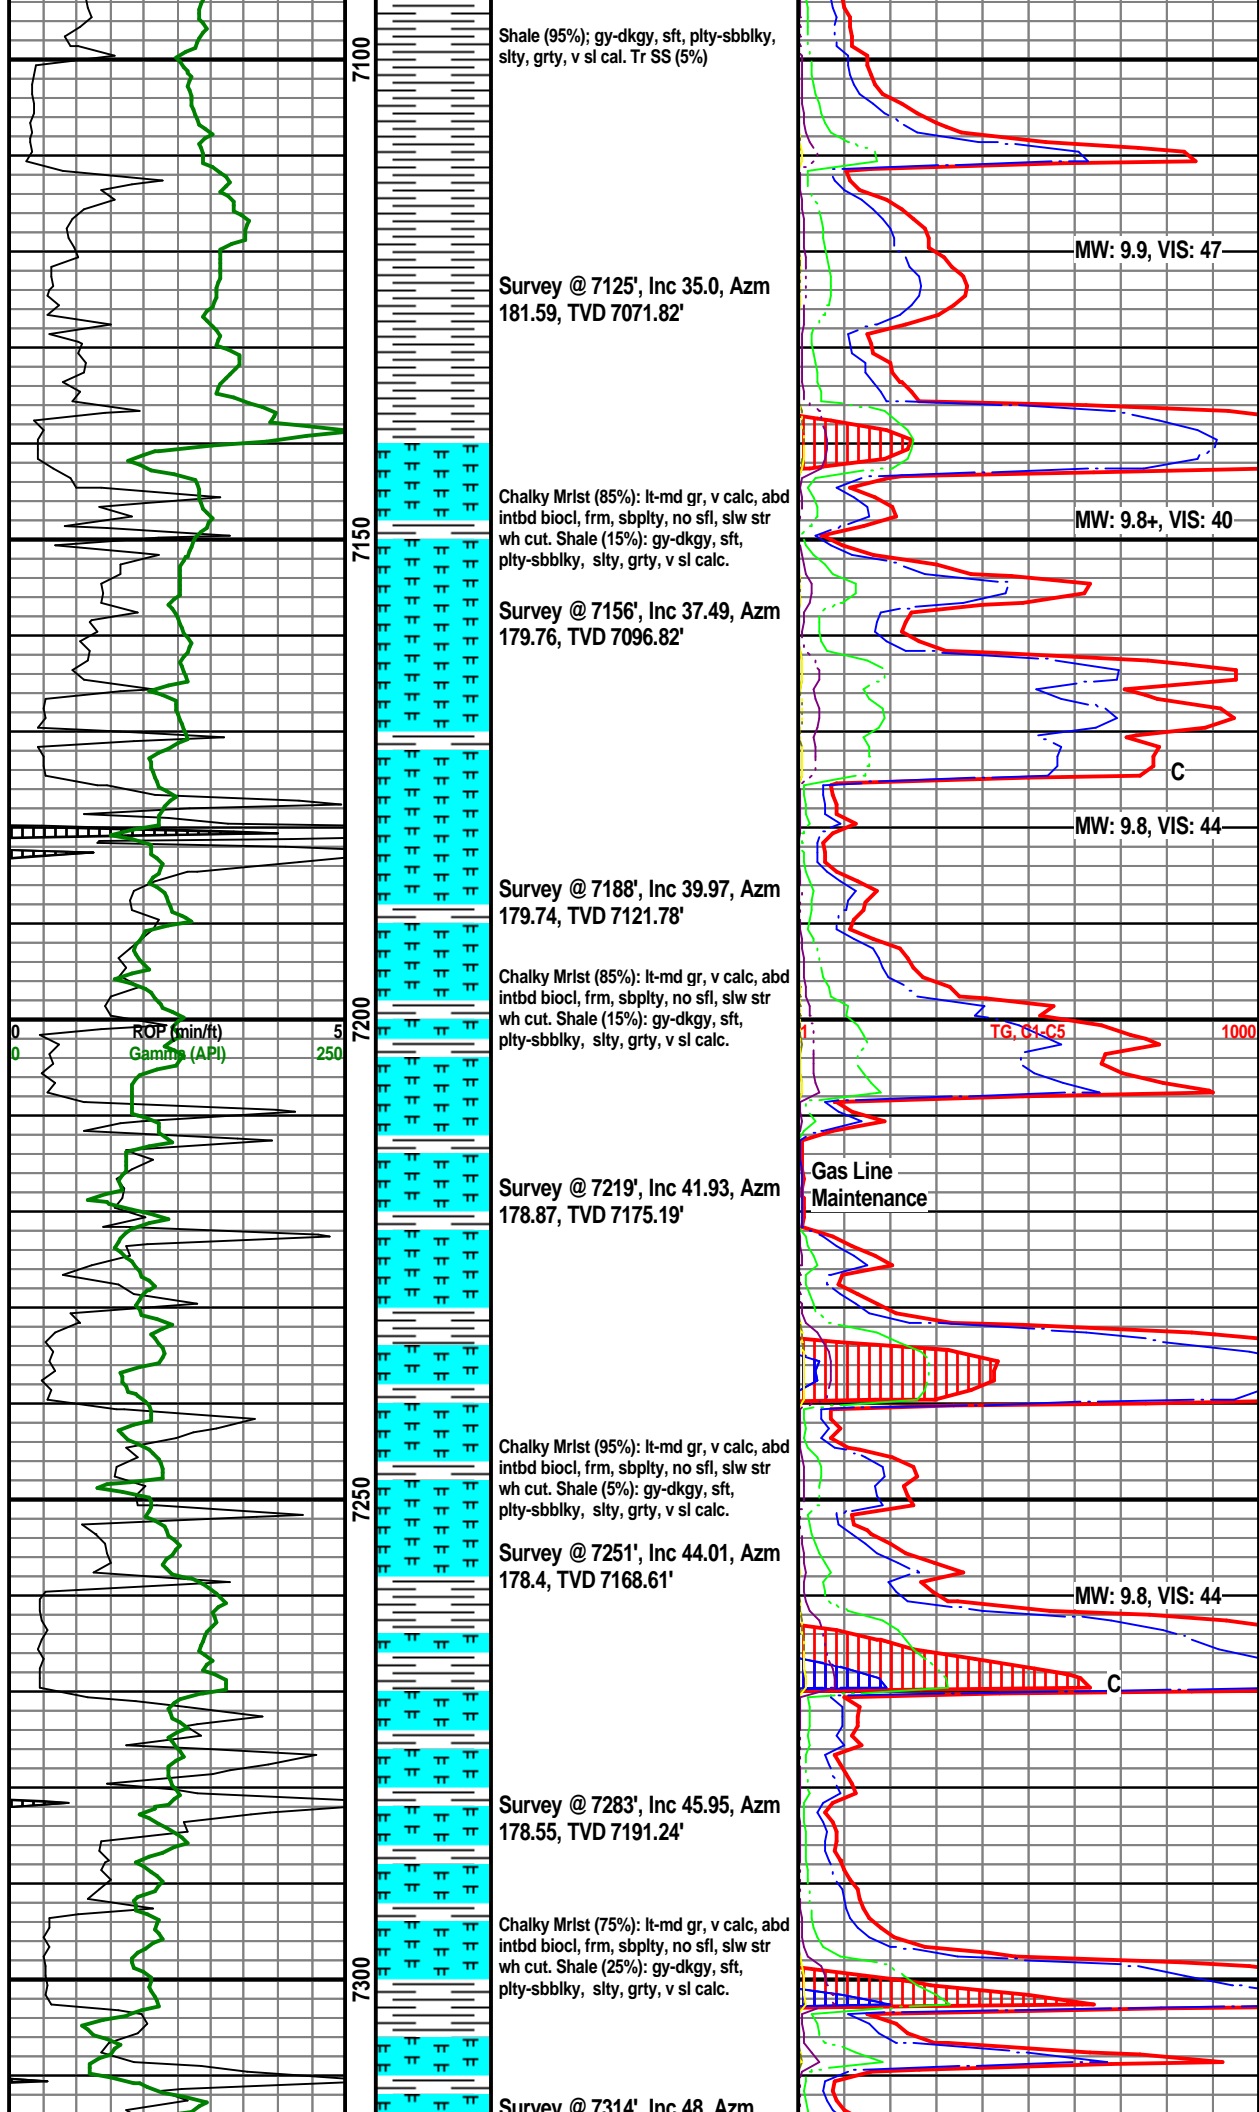 Shale (95%); gy-dkgy, sft, plty-sbblky,
slty, grty, v sl cal. Tr SS (5%)
7100
MW: 9.9, VIS: 47
Survey @ 7125', Inc 35.0, Azm
181.59, TVD 7071.82'
Chalky Mrlst (85%): lt-md gr, v calc, abd
intbd biocl, frm, sbplty, no sfl, slw str
wh cut. Shale (15%): gy-dkgy, sft,
plty-sbblky, slty, grty, v sl calc.
MW: 9.8+, VIS: 40
7150
Survey @ 7156', Inc 37.49, Azm
179.76, TVD 7096.82'
C
MW: 9.8, VIS: 44
Survey @ 7188', Inc 39.97, Azm
179.74, TVD 7121.78'
Chalky Mrlst (85%): lt-md gr, v calc, abd
intbd biocl, frm, sbplty, no sfl, slw str
wh cut. Shale (15%): gy-dkgy, sft,
plty-sbblky, slty, grty, v sl calc.
7200
0 ROP (min/ft) 5
0 Gamma (API) 250
1 TG, C1-C5 1000
Gas Line
Maintenance
Survey @ 7219', Inc 41.93, Azm
178.87, TVD 7175.19'
Chalky Mrlst (95%): lt-md gr, v calc, abd
intbd biocl, frm, sbplty, no sfl, slw str
wh cut. Shale (5%): gy-dkgy, sft,
plty-sbblky, slty, grty, v sl calc.
7250
Survey @ 7251', Inc 44.01, Azm
178.4, TVD 7168.61'
MW: 9.8, VIS: 44
C
Survey @ 7283', Inc 45.95, Azm
178.55, TVD 7191.24'
Chalky Mrlst (75%): lt-md gr, v calc, abd
intbd biocl, frm, sbplty, no sfl, slw str
wh cut. Shale (25%): gy-dkgy, sft,
plty-sbblky, slty, grty, v sl calc.
7300
Survey @ 7314', Inc 48, Azm